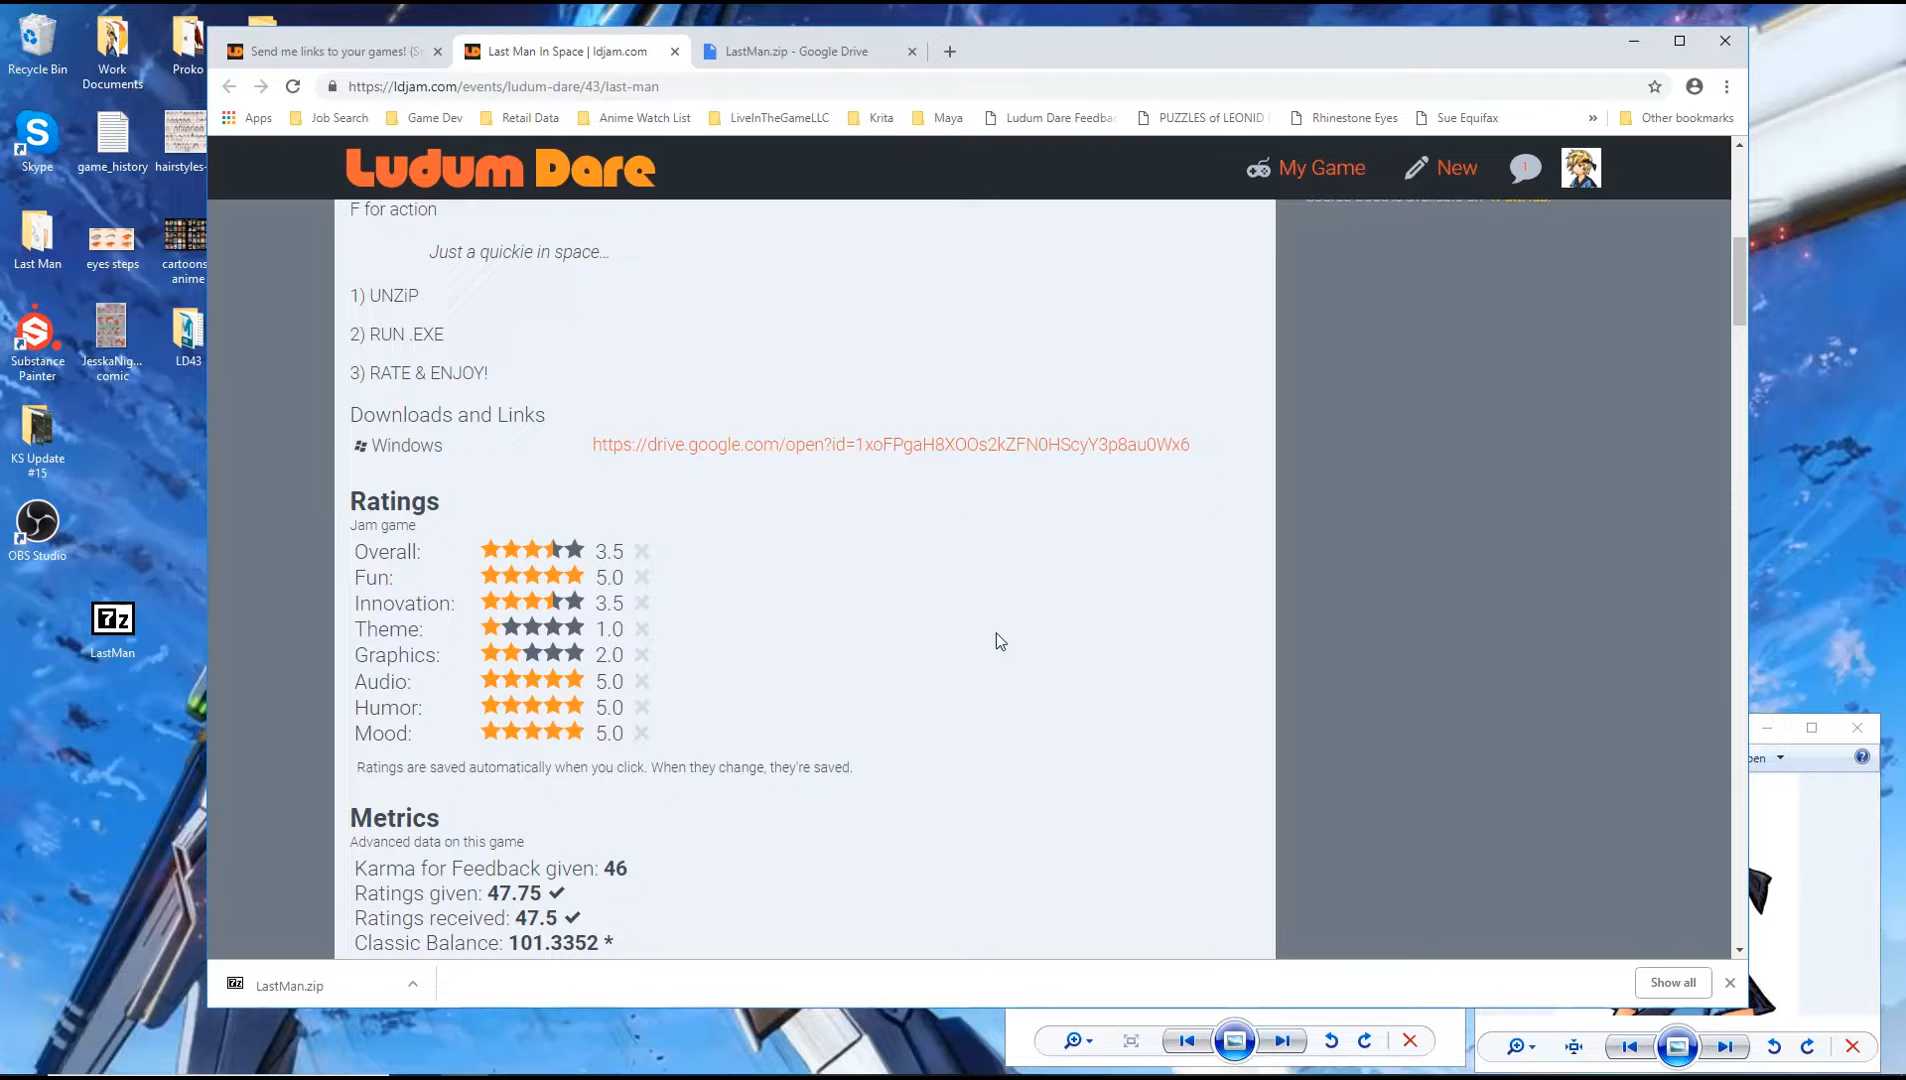 Recycle Bin
Work Documents
Proko
Skype
game_history
hairstyles-
Last Man
eyes steps
cartoons anime
Substance Painter
JesskaNig... comic
LD43
KS Update #15
OBS Studio
7z
LastMan
Send me links to your games! (S
Last Man In Space | ldjam.com
LastMan.zip - Google Drive
https://ldjam.com/events/ludum-dare/43/last-man
Apps Job Search Game Dev Retail Data Anime Watch List LiveInTheGameLLC Krita Maya Ludum Dare Feedba PUZZLES of LEONID Rhinestone Eyes Sue Equifax » Other bookmarks
Ludum Dare
My Game New 1
F for action
Just a quickie in space...
1) UNZiP
2) RUN .EXE
3) RATE & ENJOY!
Downloads and Links
Windows https://drive.google.com/open?id=1xoFPgaH8XOOs2kZFN0HScyY3p8au0Wx6
Ratings
Jam game
Overall: 3.5
Fun: 5.0
Innovation: 3.5
Theme: 1.0
Graphics: 2.0
Audio: 5.0
Humor: 5.0
Mood: 5.0
Ratings are saved automatically when you click. When they change, they're saved.
Metrics
Advanced data on this game
Karma for Feedback given: 46
Ratings given: 47.75
Ratings received: 47.5
Classic Balance: 101.3352 *
7z LastMan.zip
Show all
pen